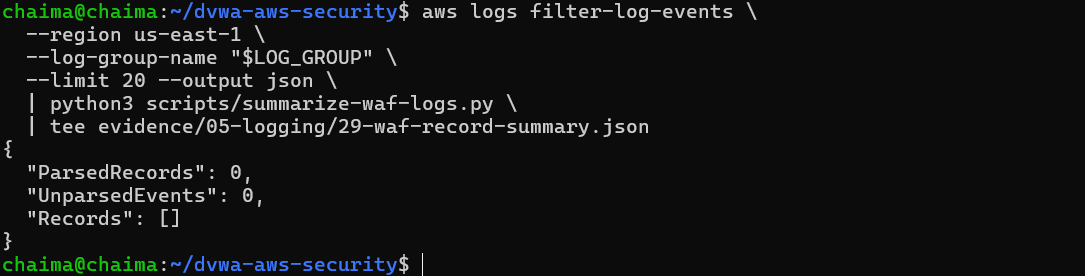 chaima@chaima:~/dvwa-aws-security$ aws logs filter-log-events \
  --region us-east-1 \
  --log-group-name "$LOG_GROUP" \
  --limit 20 --output json \
  | python3 scripts/summarize-waf-logs.py \
  | tee evidence/05-logging/29-waf-record-summary.json
{
  "ParsedRecords": 0,
  "UnparsedEvents": 0,
  "Records": []
}
chaima@chaima:~/dvwa-aws-security$